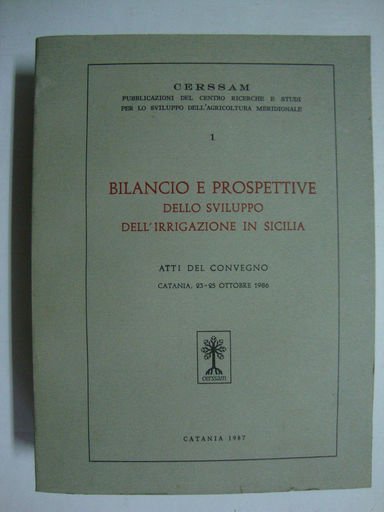 CERSSAM
PUBBLICAZIONI DEL CENTRO RICERCHE E STUDI
PER LO SVILUPPO DELL'AGRICOLTURA MERIDIONALE
1
BILANCIO E PROSPETTIVE
DELLO SVILUPPO
DELL'IRRIGAZIONE IN SICILIA
ATTI DEL CONVEGNO
CATANIA, 23-25 OTTOBRE 1986
cerssam
CATANIA 1987